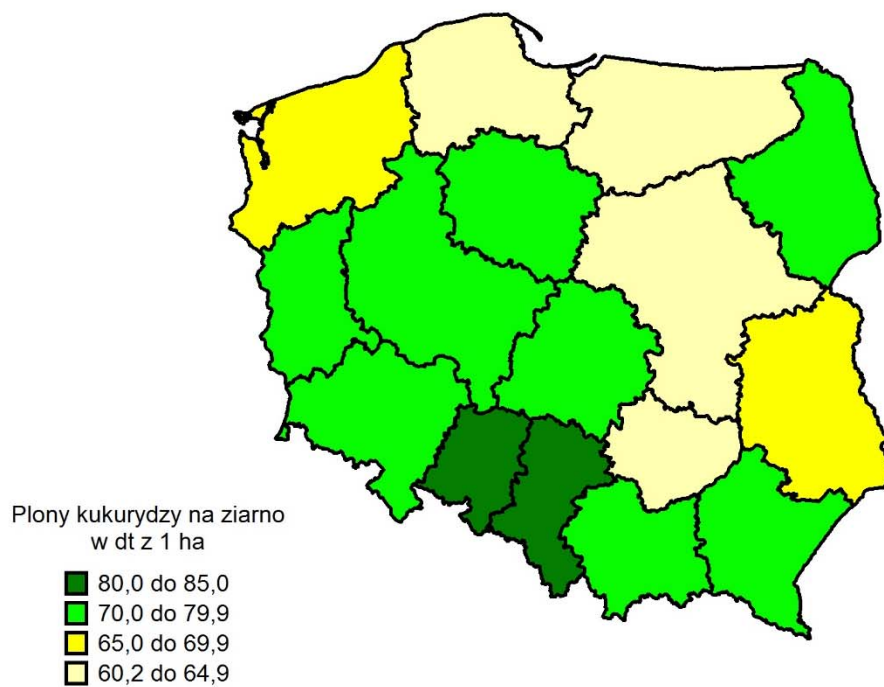 Plony kukurydzy na ziarno
w dt z 1 ha
80,0 do 85,0
70,0 do 79,9
65,0 do 69,9
60,2 do 64,9